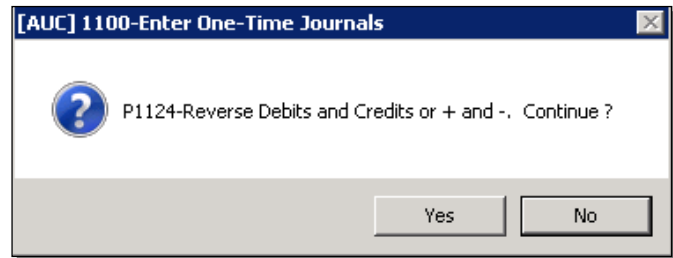 [AUC] 1100-Enter One-Time Journals
P1124-Reverse Debits and Credits or + and -.  Continue ?
Yes
No